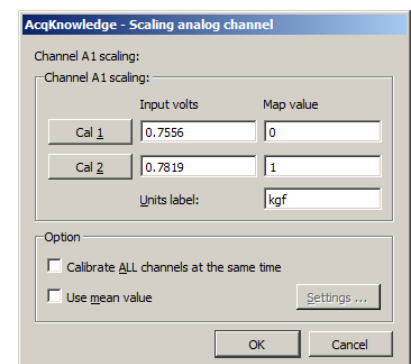 AcqKnowledge - Scaling analog channel
Channel A1 scaling:
Channel A1 scaling:
Input volts Map value
Cal 1 0.7556 0
Cal 2 0.7819 1
Units label: kgf
Option
Calibrate ALL channels at the same time
Use mean value Settings ...
OK Cancel